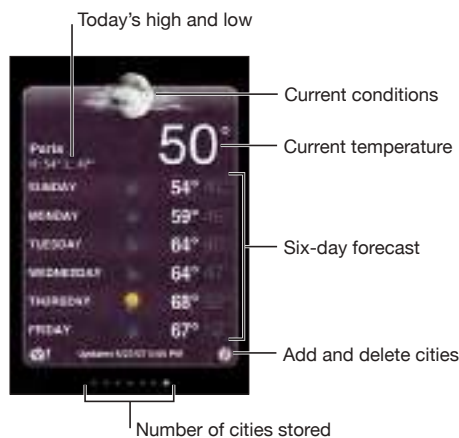 Today's high and low
Current conditions
Current temperature
50°
Paris
SUNDAY 54°
MONDAY 59°
TUESDAY 64°
WEDNESDAY 64°
THURSDAY 68°
FRIDAY 67°
Six-day forecast
Add and delete cities
Number of cities stored